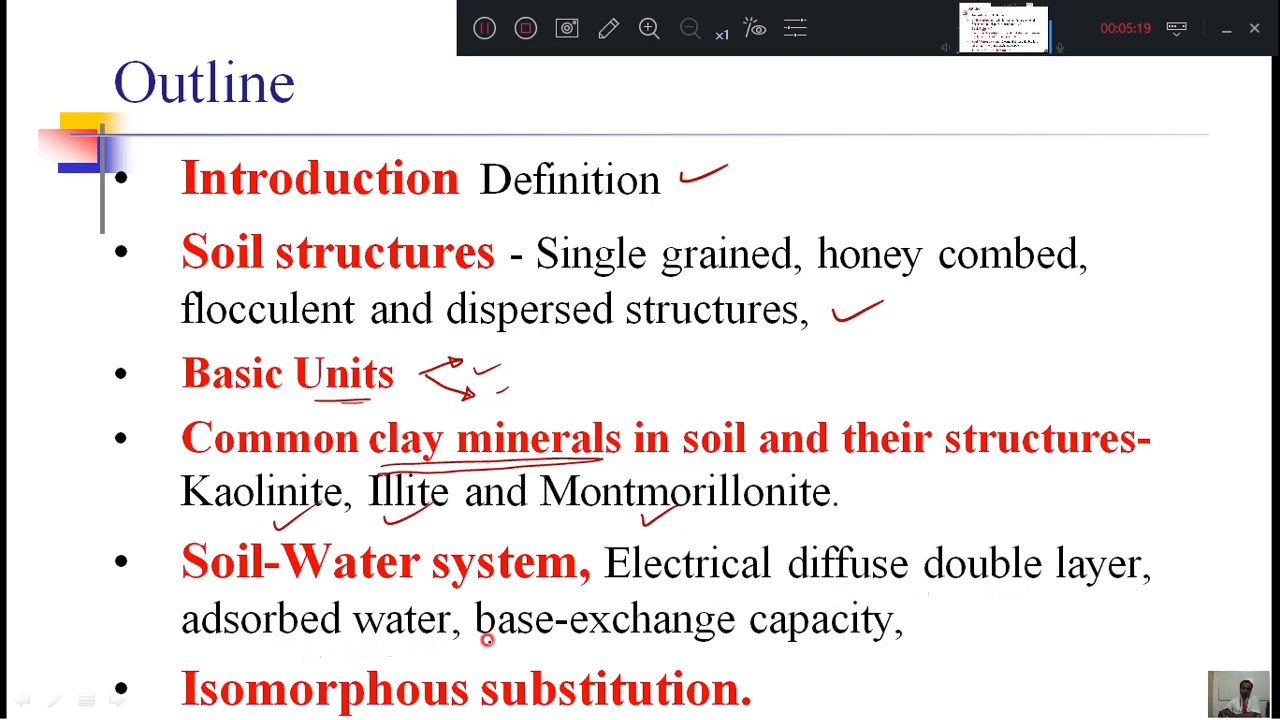 x1
00:05:19
Outline
• Introduction Definition
• Soil structures - Single grained, honey combed,
flocculent and dispersed structures,
• Basic Units
• Common clay minerals in soil and their structures-
Kaolinite, Illite and Montmorillonite.
• Soil-Water system, Electrical diffuse double layer,
adsorbed water, base-exchange capacity,
• Isomorphous substitution.